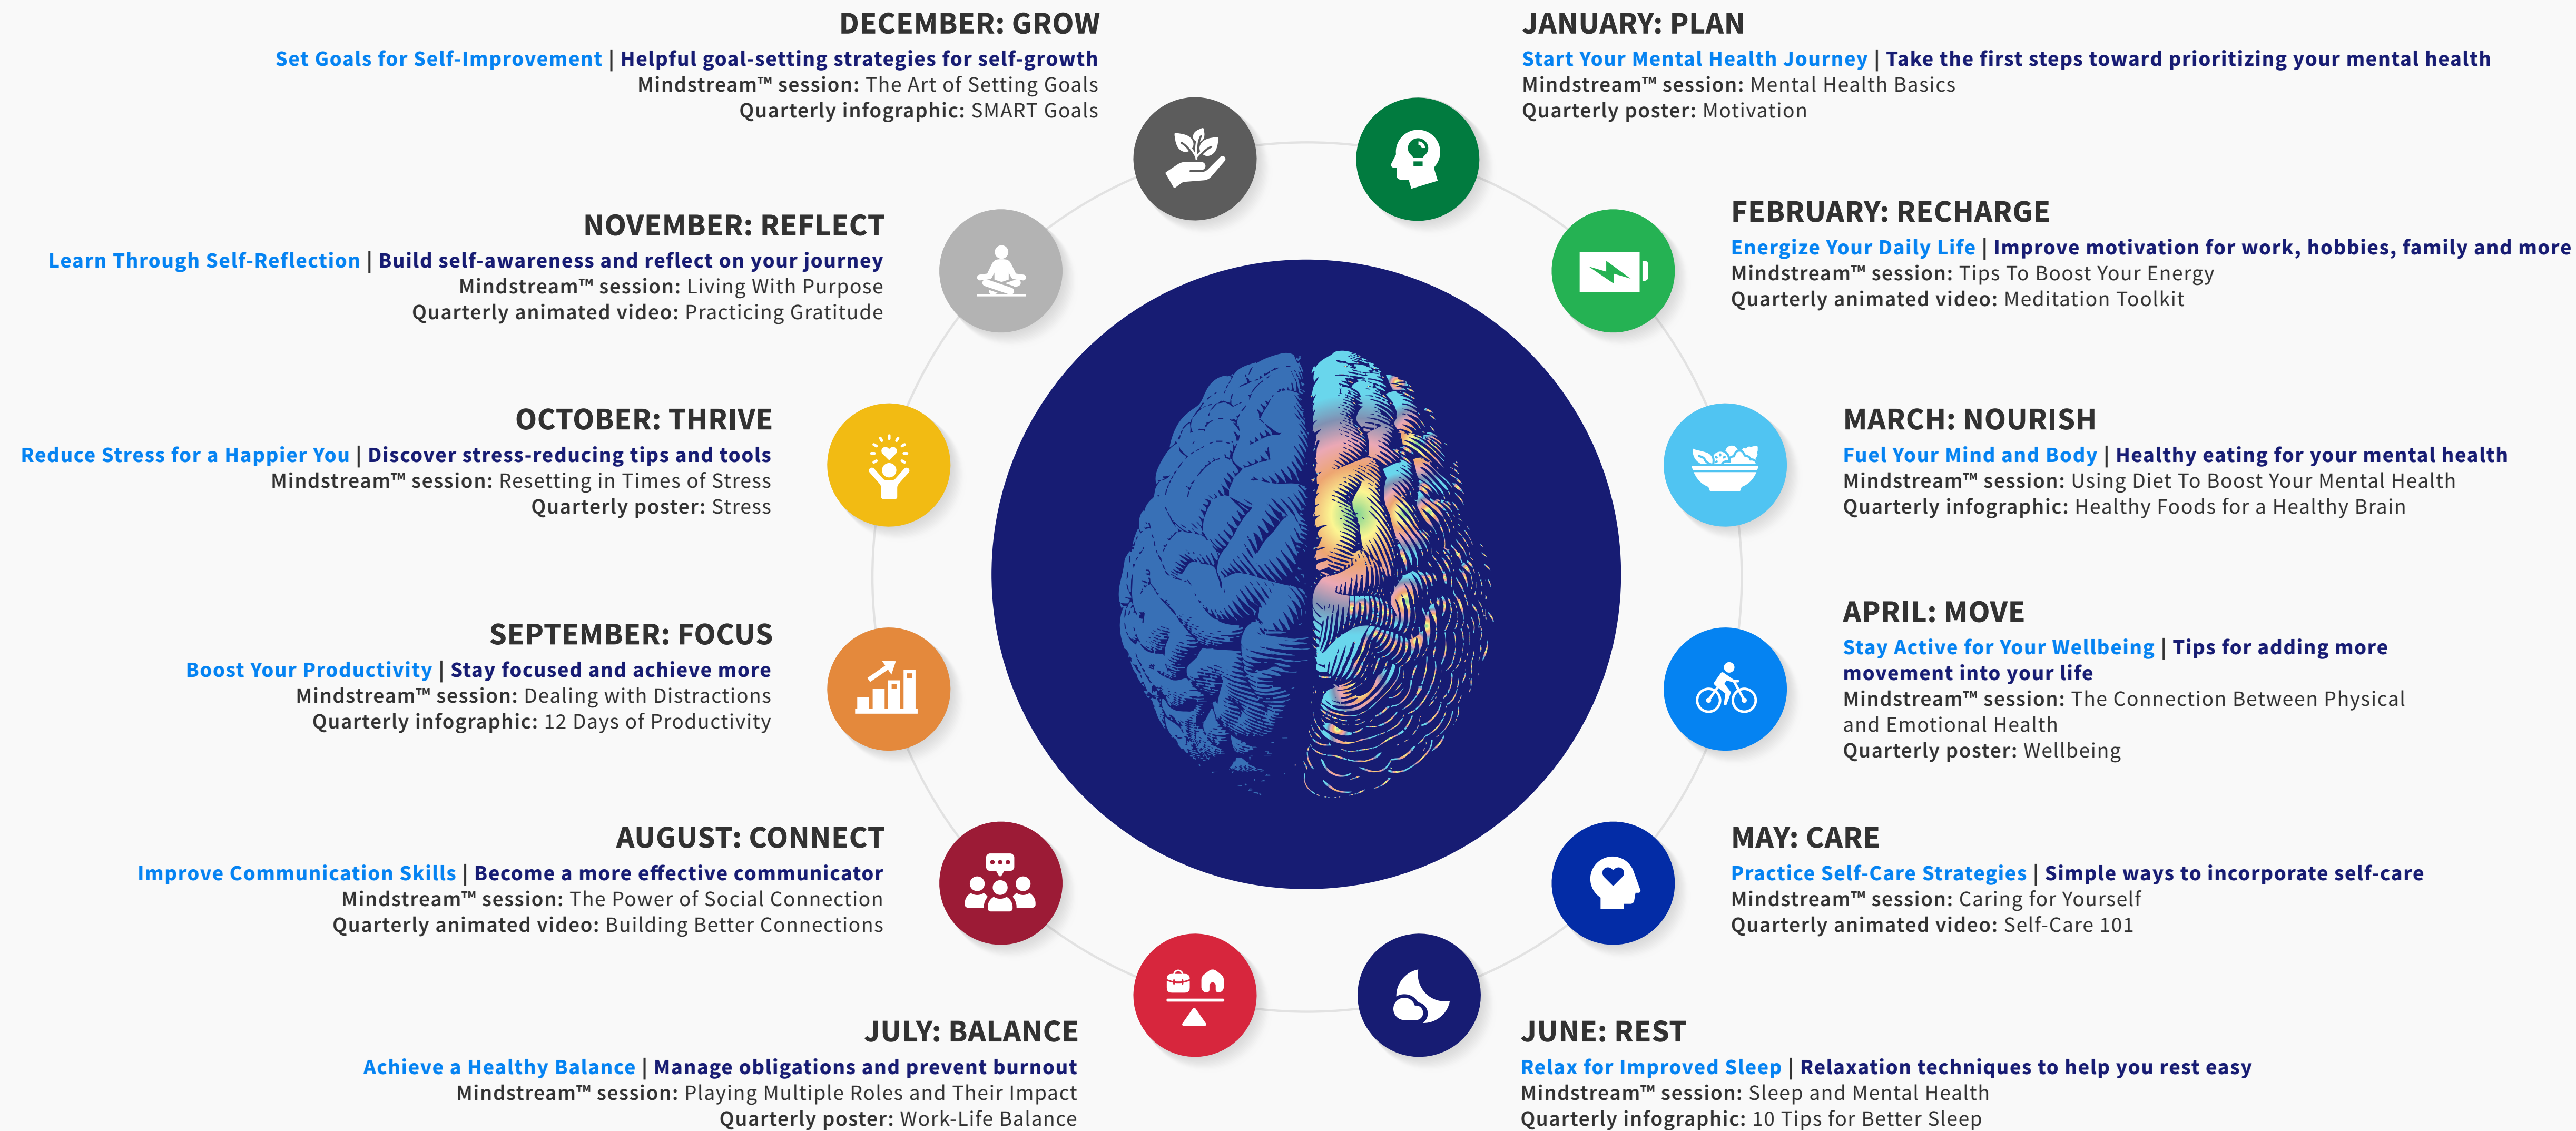 JANUARY: PLAN
Start Your Mental Health Journey | Take the first steps toward prioritizing your mental health
Mindstream™ session: Mental Health Basics
Quarterly poster: Motivation
FEBRUARY: RECHARGE
Energize Your Daily Life | Improve motivation for work, hobbies, family and more
Mindstream™ session: Tips To Boost Your Energy
Quarterly animated video: Meditation Toolkit
MARCH: NOURISH
Fuel Your Mind and Body | Healthy eating for your mental health
Mindstream™ session: Using Diet To Boost Your Mental Health
Quarterly infographic: Healthy Foods for a Healthy Brain
APRIL: MOVE
Stay Active for Your Wellbeing | Tips for adding more
movement into your life
Mindstream™ session: The Connection Between Physical
and Emotional Health
Quarterly poster: Wellbeing
MAY: CARE
Practice Self-Care Strategies | Simple ways to incorporate self-care
Mindstream™ session: Caring for Yourself
Quarterly animated video: Self-Care 101
JUNE: REST
Relax for Improved Sleep | Relaxation techniques to help you rest easy
Mindstream™ session: Sleep and Mental Health
Quarterly infographic: 10 Tips for Better Sleep
JULY: BALANCE
Achieve a Healthy Balance | Manage obligations and prevent burnout
Mindstream™ session: Playing Multiple Roles and Their Impact
Quarterly poster: Work-Life Balance
AUGUST: CONNECT
Improve Communication Skills | Become a more effective communicator
Mindstream™ session: The Power of Social Connection
Quarterly animated video: Building Better Connections
SEPTEMBER: FOCUS
Boost Your Productivity | Stay focused and achieve more
Mindstream™ session: Dealing with Distractions
Quarterly infographic: 12 Days of Productivity
OCTOBER: THRIVE
Reduce Stress for a Happier You | Discover stress-reducing tips and tools
Mindstream™ session: Resetting in Times of Stress
Quarterly poster: Stress
NOVEMBER: REFLECT
Learn Through Self-Reflection | Build self-awareness and reflect on your journey
Mindstream™ session: Living With Purpose
Quarterly animated video: Practicing Gratitude
DECEMBER: GROW
Set Goals for Self-Improvement | Helpful goal-setting strategies for self-growth
Mindstream™ session: The Art of Setting Goals
Quarterly infographic: SMART Goals